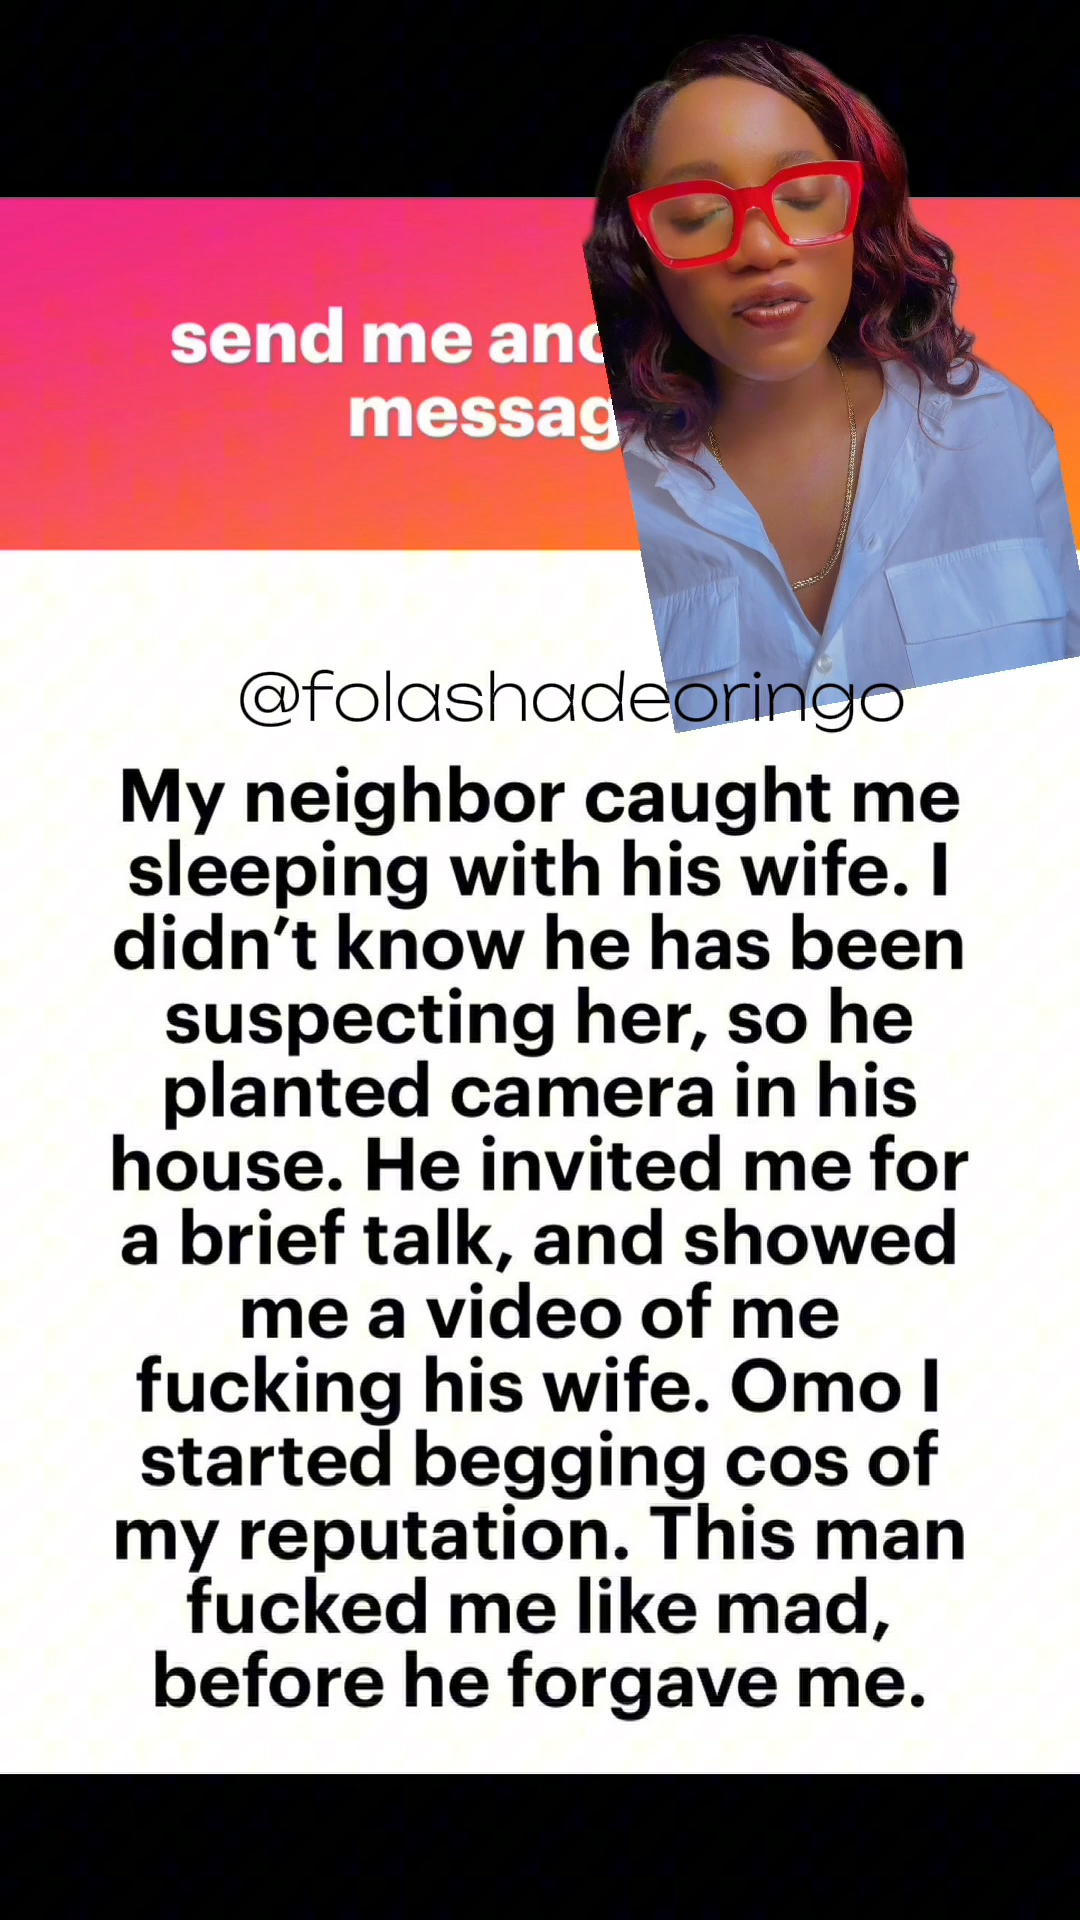 send me
messag
@folashadeoringo
My neighbor caught me
sleeping with his wife. I
didn't know he has been
suspecting her, so he
planted camera in his
house. He invited me for
a brief talk, and showed
me a video of me
fucking his wife. Omo I
started begging cos of
my reputation. This man
fucked me like mad,
before he forgave me.